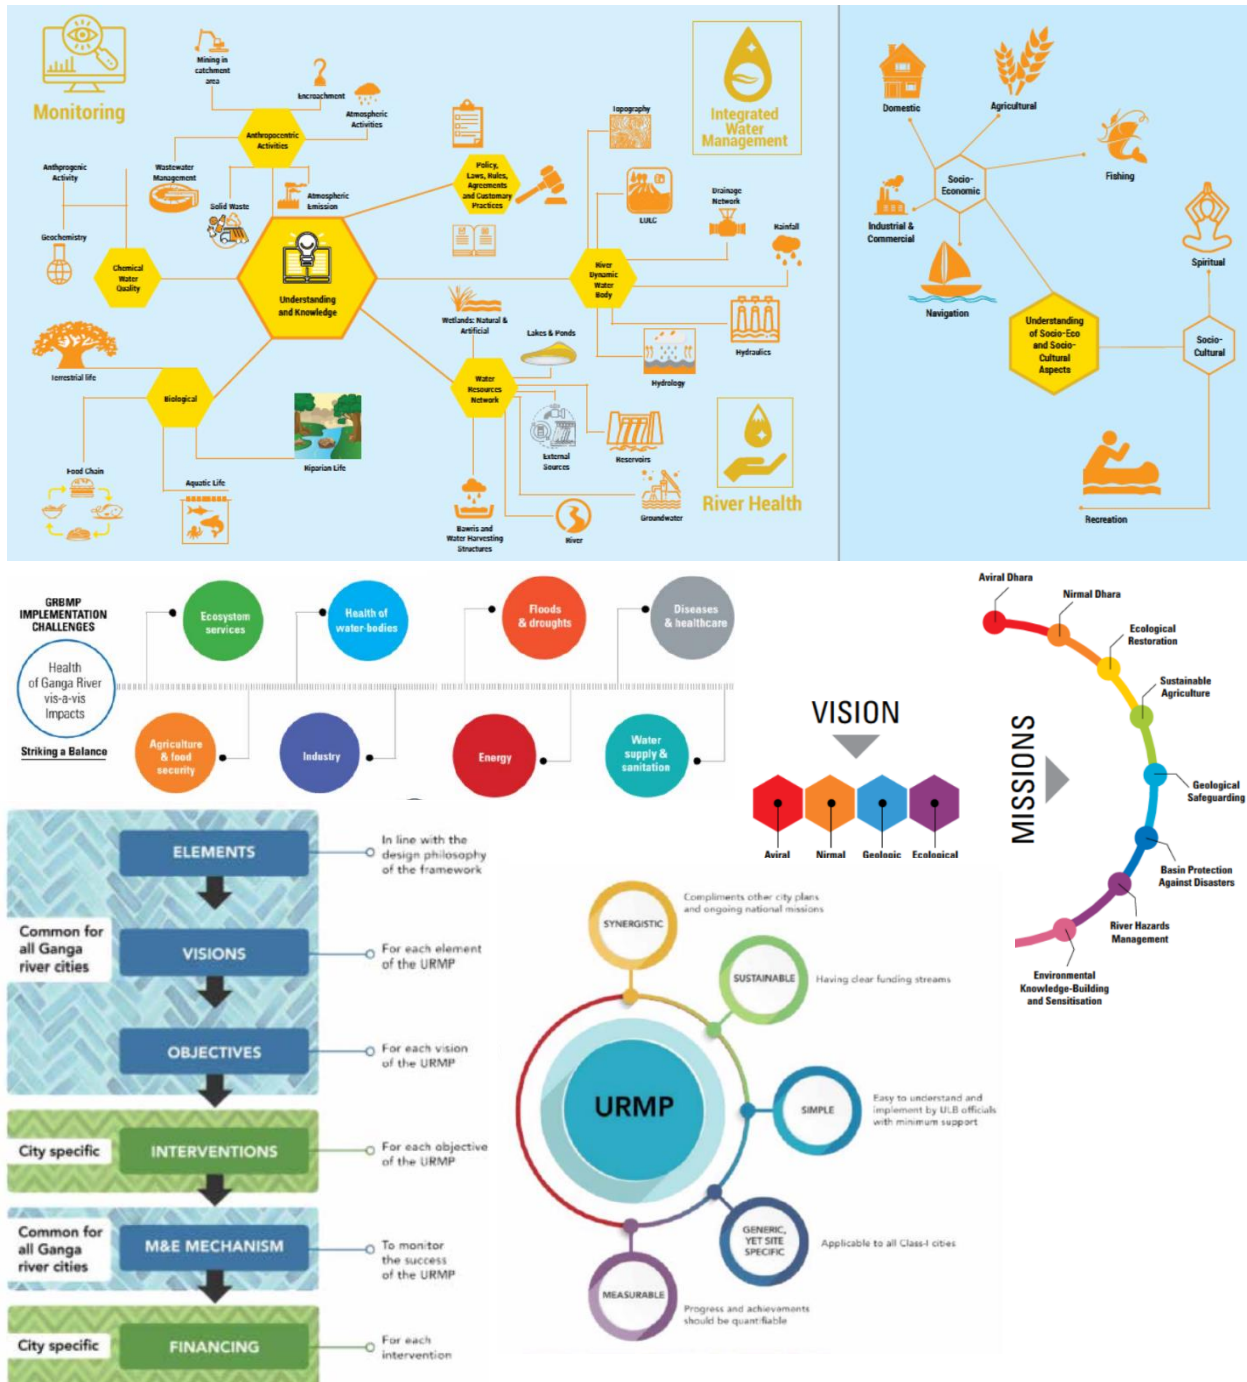 Monitoring
Mining in
catchment
area
Encroachment
Atmospheric
Activities
Anthropocentric
Activities
Anthprogenic
Activity
Wastewater
Management
Solid Waste
Atmospheric
Emission
Geochemistry
Chemical
Water
Quality
Understanding
and Knowledge
Policy,
Laws, Rules,
Agreements
and Customary
Practices
Integrated
Water
Management
Topography
LULC
Drainage
Network
Rainfall
River
Dynamic
Water
Body
Hydraulics
Hydrology
Wetlands: Natural &
Artificial
Lakes & Ponds
Water
Resources
Network
External
Sources
Reservoirs
Groundwater
River
Bawris and
Water Harvesting
Structures
River Health
Terrestrial life
Biological
Riparian Life
Food Chain
Aquatic Life
Domestic
Agricultural
Fishing
Socio-
Economic
Industrial &
Commercial
Navigation
Spiritual
Understanding
of Socio-Eco
and Socio-
Cultural
Aspects
Socio-
Cultural
Recreation
GRBMP
IMPLEMENTATION
CHALLENGES
Health
of Ganga River
vis-a-vis
Impacts
Striking a Balance
Ecosystem
services
Health of
water-bodies
Floods
& droughts
Diseases
& healthcare
Agriculture
& food
security
Industry
Energy
Water
supply &
sanitation
VISION
Aviral
Nirmal
Geologic
Ecological
MISSIONS
Aviral Dhara
Nirmal Dhara
Ecological
Restoration
Sustainable
Agriculture
Geological
Safeguarding
Basin Protection
Against Disasters
River Hazards
Management
Environmental
Knowledge-Building
and Sensitisation
Common for
all Ganga
river cities
ELEMENTS
In line with the
design philosophy
of the framework
VISIONS
For each element
of the URMP
OBJECTIVES
For each vision
of the URMP
City specific
INTERVENTIONS
For each objective
of the URMP
Common for
all Ganga
river cities
M&E MECHANISM
To monitor
the success
of the URMP
City specific
FINANCING
For each
intervention
URMP
SYNERGISTIC
Compliments other city plans
and ongoing national missions
SUSTAINABLE
Having clear funding streams
SIMPLE
Easy to understand and
implement by ULB officials
with minimum support
GENERIC,
YET SITE
SPECIFIC
Applicable to all Class-I cities
MEASURABLE
Progress and achievements
should be quantifiable